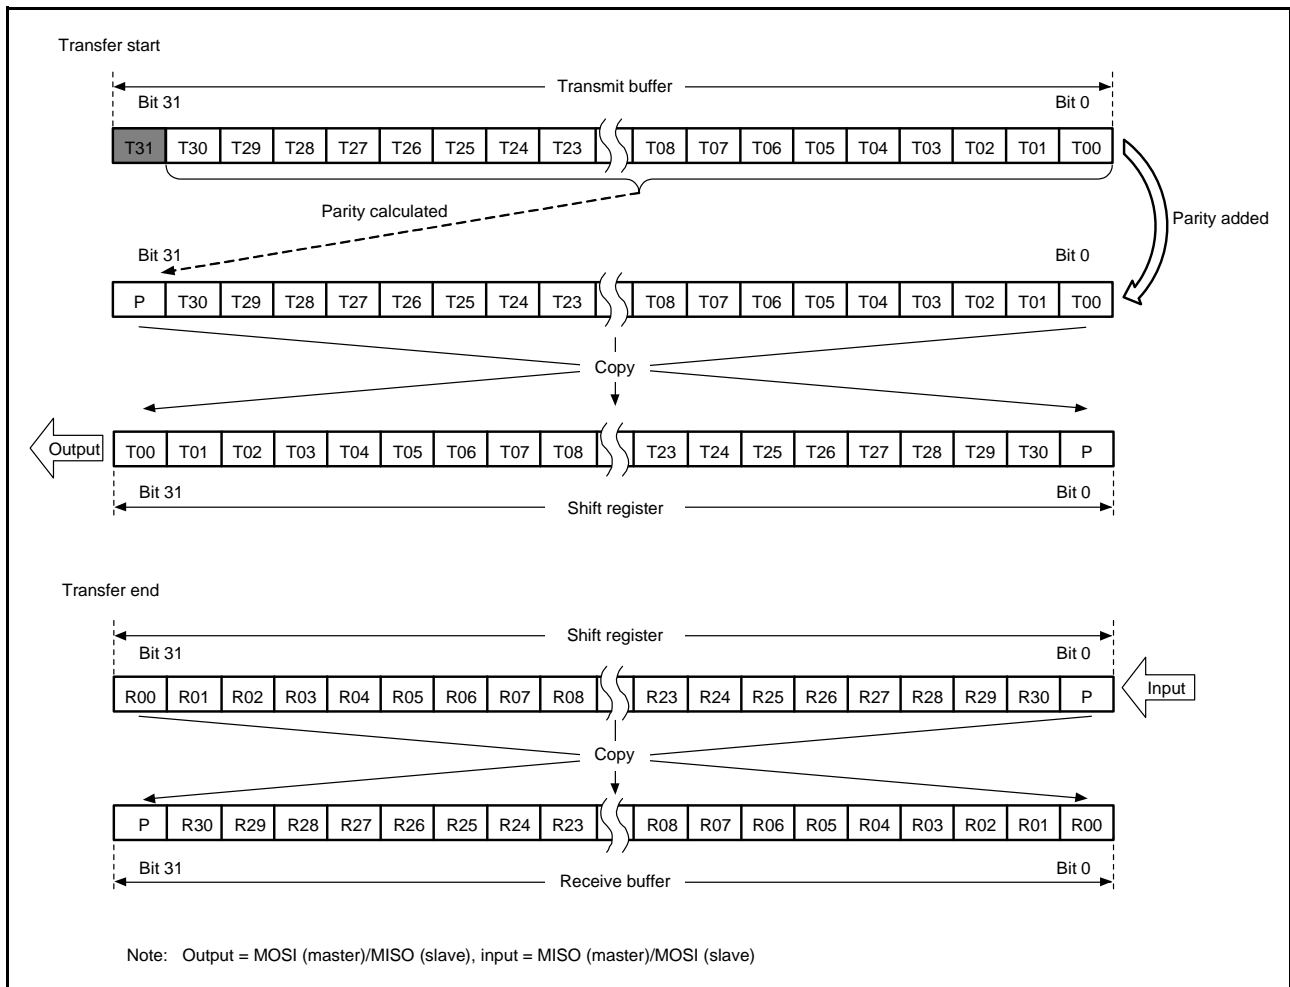 Transfer start
Transmit buffer
Bit 31 Bit 0
T31 T30 T29 T28 T27 T26 T25 T24 T23 T08 T07 T06 T05 T04 T03 T02 T01 T00
Parity calculated
Parity added
Bit 31 Bit 0
P T30 T29 T28 T27 T26 T25 T24 T23 T08 T07 T06 T05 T04 T03 T02 T01 T00
Copy
Output
T00 T01 T02 T03 T04 T05 T06 T07 T08 T23 T24 T25 T26 T27 T28 T29 T30 P
Bit 31 Bit 0
Shift register
Transfer end
Shift register
Bit 31 Bit 0
R00 R01 R02 R03 R04 R05 R06 R07 R08 R23 R24 R25 R26 R27 R28 R29 R30 P
Input
Copy
P R30 R29 R28 R27 R26 R25 R24 R23 R08 R07 R06 R05 R04 R03 R02 R01 R00
Bit 31 Bit 0
Receive buffer
Note: Output = MOSI (master)/MISO (slave), input = MISO (master)/MOSI (slave)